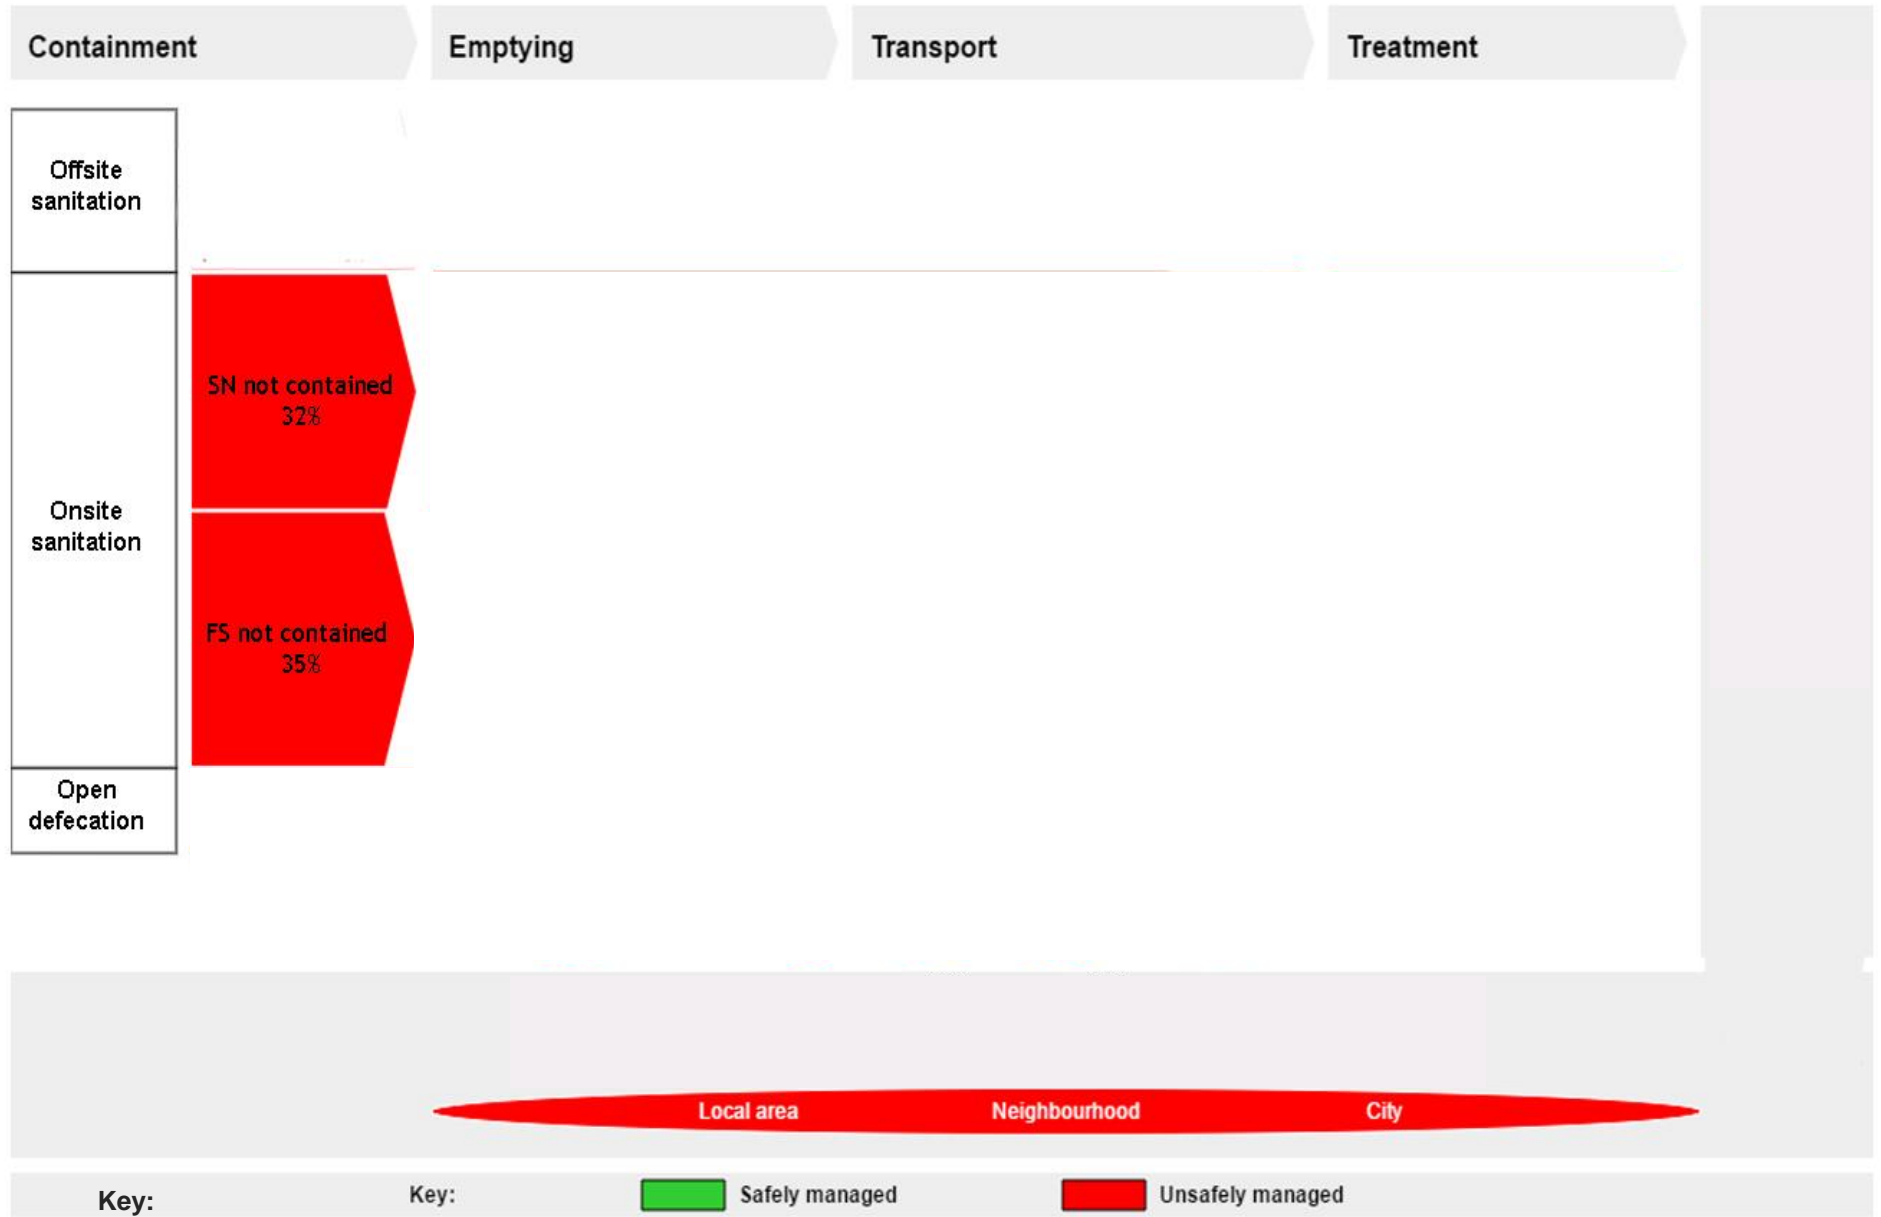 Containment
Emptying
Transport
Treatment
Offsite
sanitation
Onsite
sanitation
Open
defecation
SN not contained
32%
FS not contained
35%
Local area
Neighbourhood
City
Key:
Key:
Safely managed
Unsafely managed